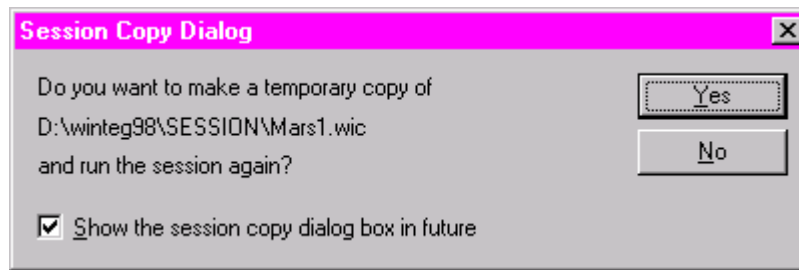 Session Copy Dialog
Do you want to make a temporary copy of
D:\winteg98\SESSION\Mars1.wic
and run the session again?
Yes
No
Show the session copy dialog box in future